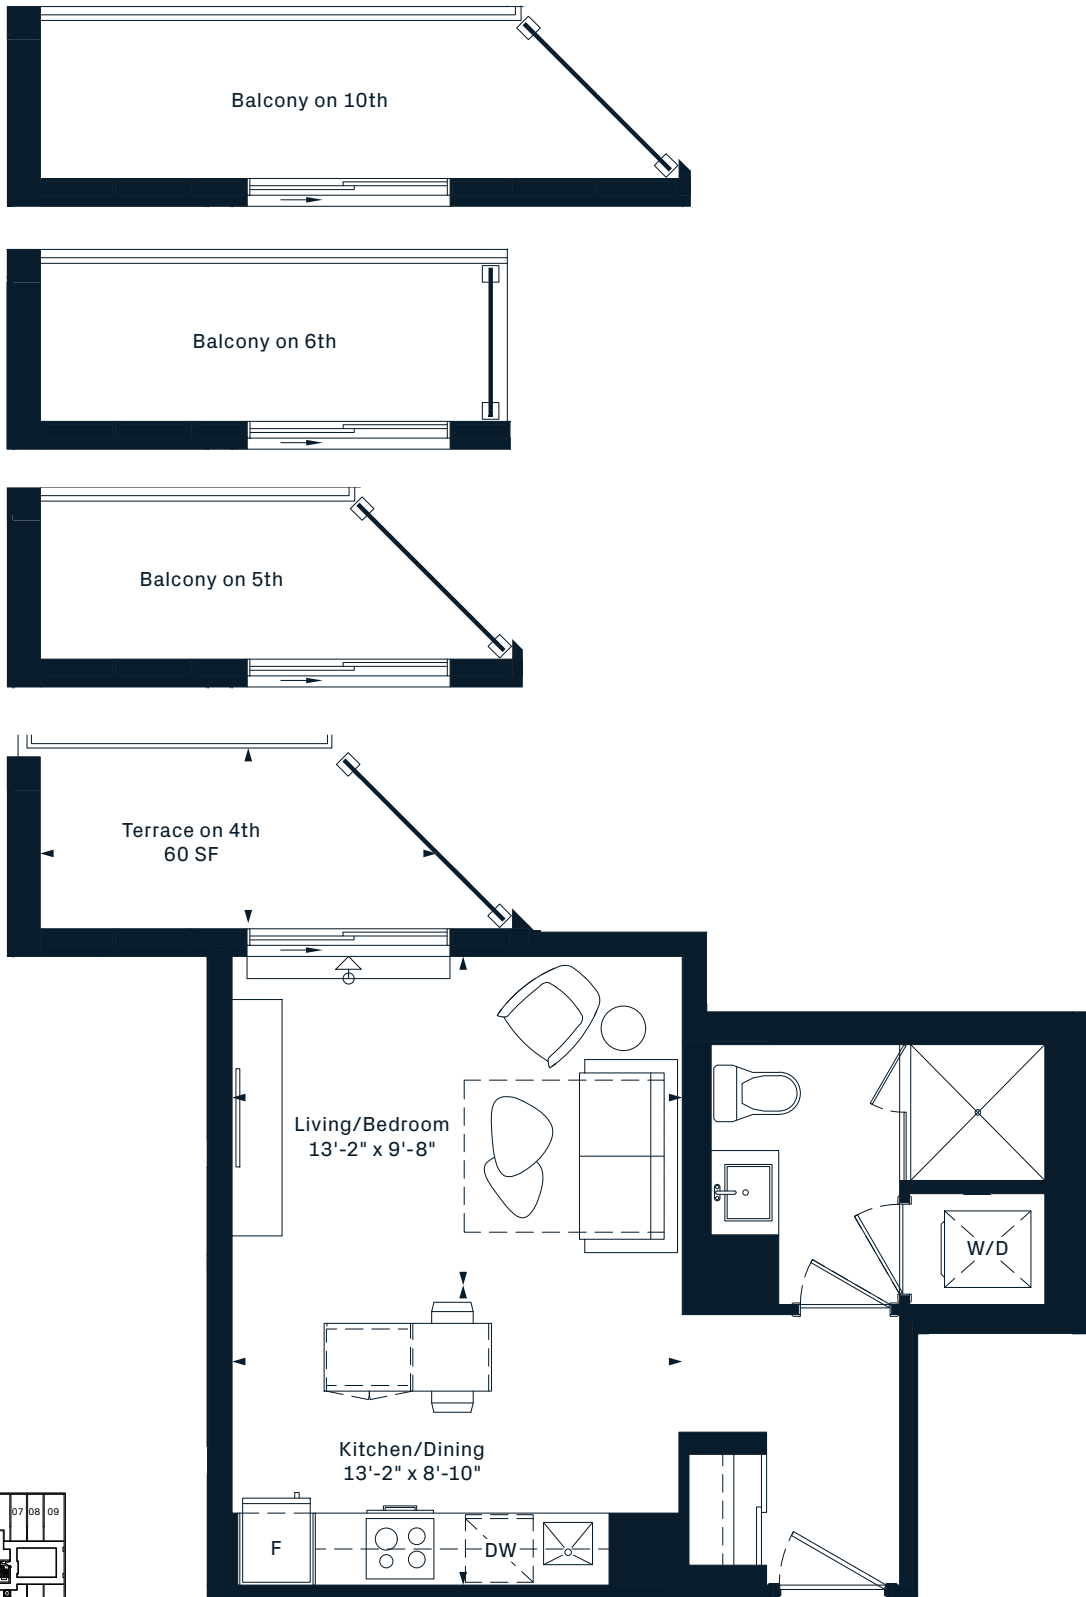 Balcony on 10th
Balcony on 6th
Balcony on 5th
Terrace on 4th
60 SF
Living/Bedroom
13'-2" x 9'-8"
W/D
Kitchen/Dining
13'-2" x 8'-10"
07 08 09
F
DW